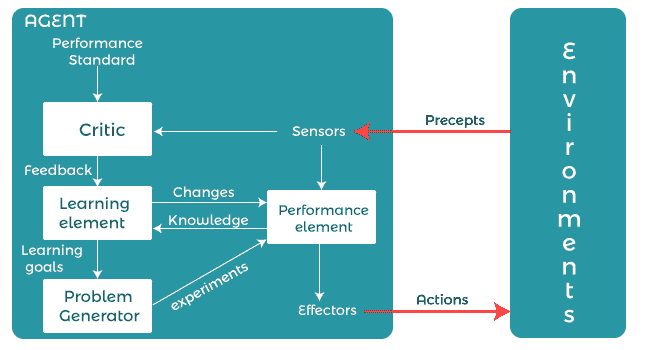 AGENT
Performance
Standard
Critic
Sensors
Precepts
Feedback
Learning
element
Changes
Knowledge
Performance
element
Learning
goals
Problem
Generator
experiments
Effectors
Actions
Environments